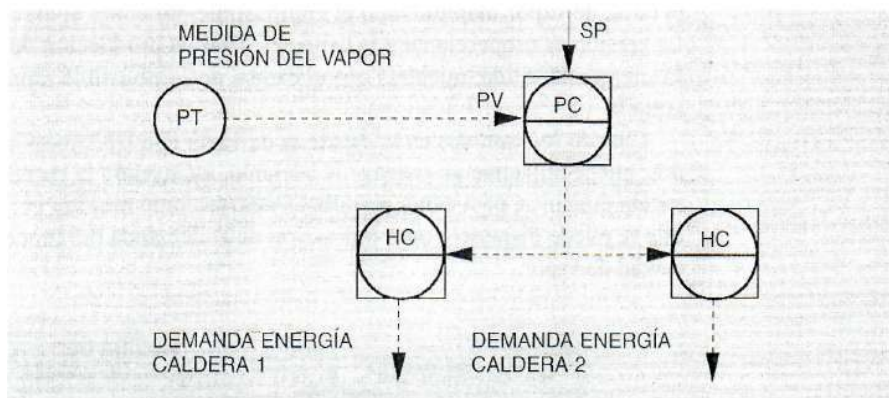 MEDIDA DE
PRESIÓN DEL VAPOR
SP
PT
PV
PC
HC
HC
DEMANDA ENERGÍA
CALDERA 1
DEMANDA ENERGÍA
CALDERA 2